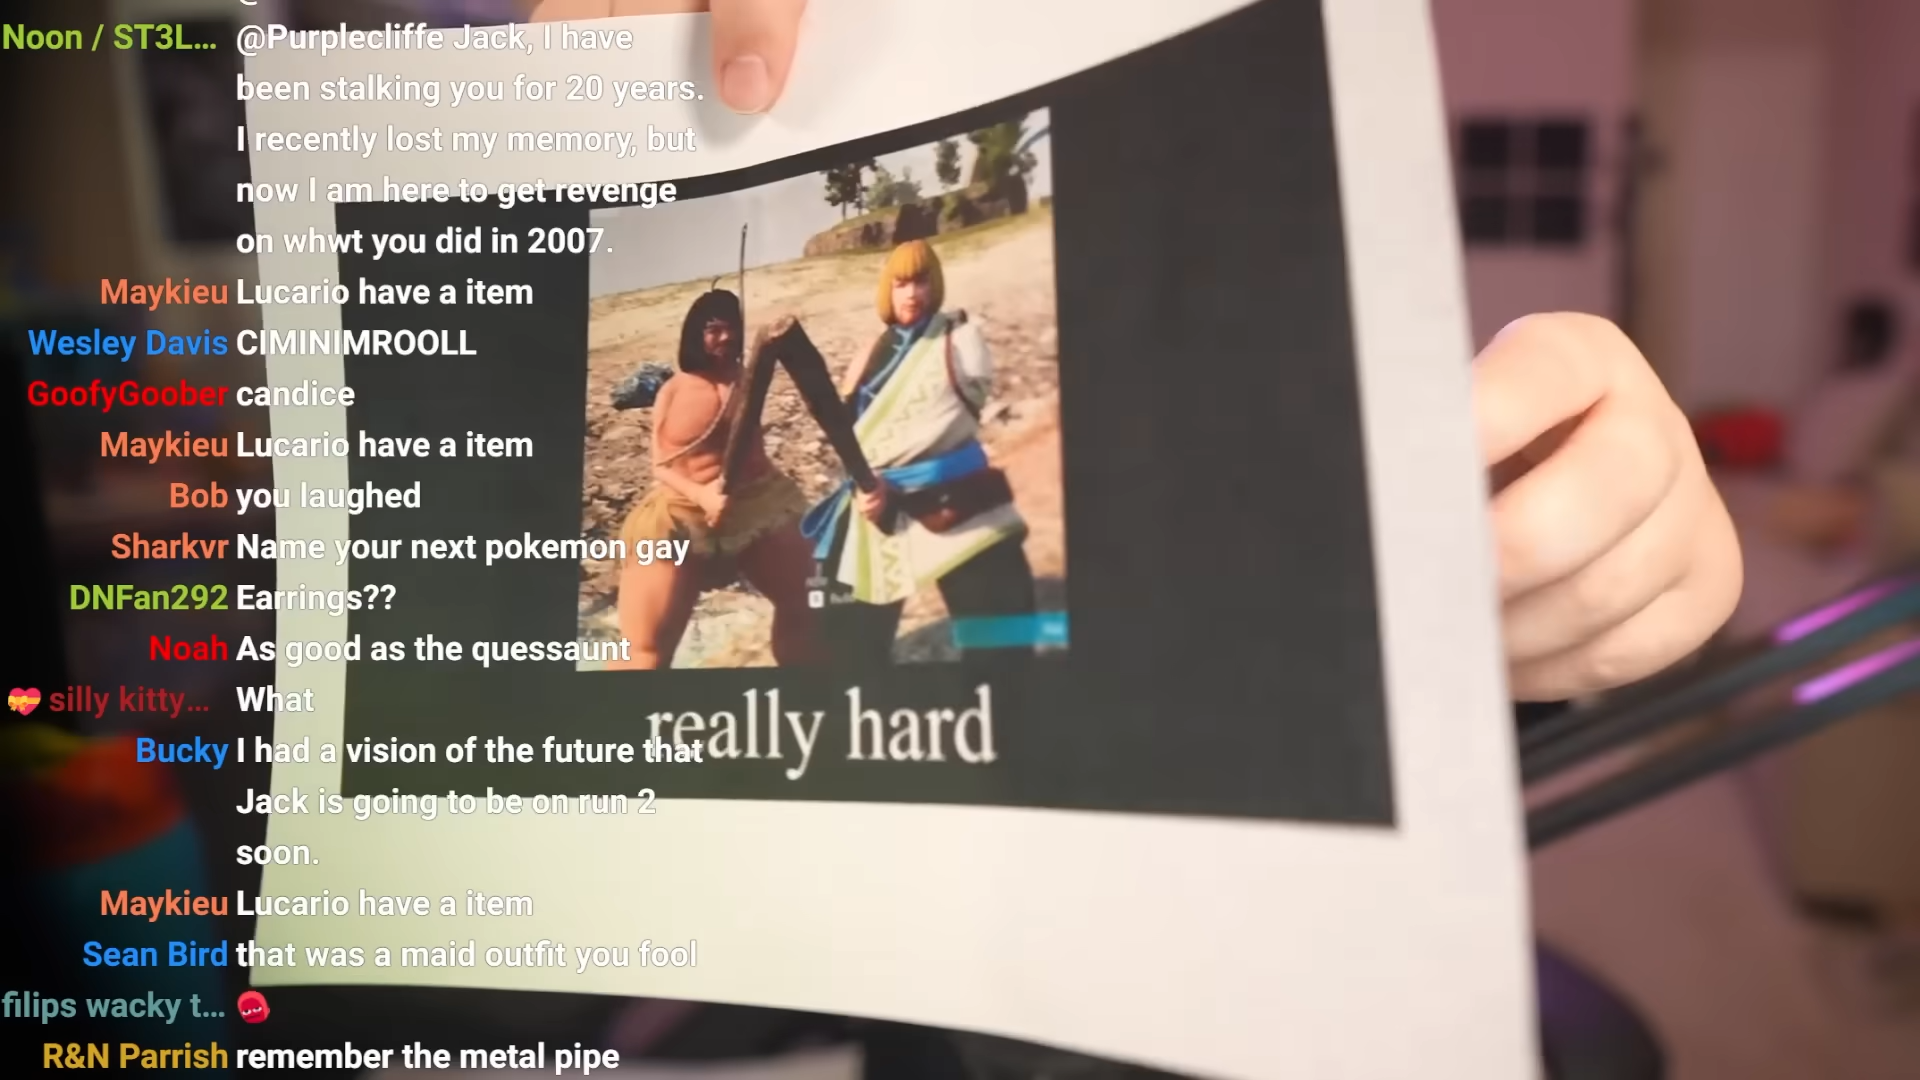 Noon / ST3L... @Purplecliffe Jack, I have
been stalking you for 20 years.
I recently lost my memory, but
now I am here to get revenge
on whwt you did in 2007.
Maykieu Lucario have a item
Wesley Davis CIMINIMROOLL
GoofyGoober candice
Maykieu Lucario have a item
Bob you laughed
Sharkvr Name your next pokemon gay
DNFan292 Earrings??
Noah As good as the quessaunt
silly kitty... What
really hard
Bucky I had a vision of the future that
Jack is going to be on run 2
soon.
Maykieu Lucario have a item
Sean Bird that was a maid outfit you fool
filips wacky t...
R&N Parrish remember the metal pipe